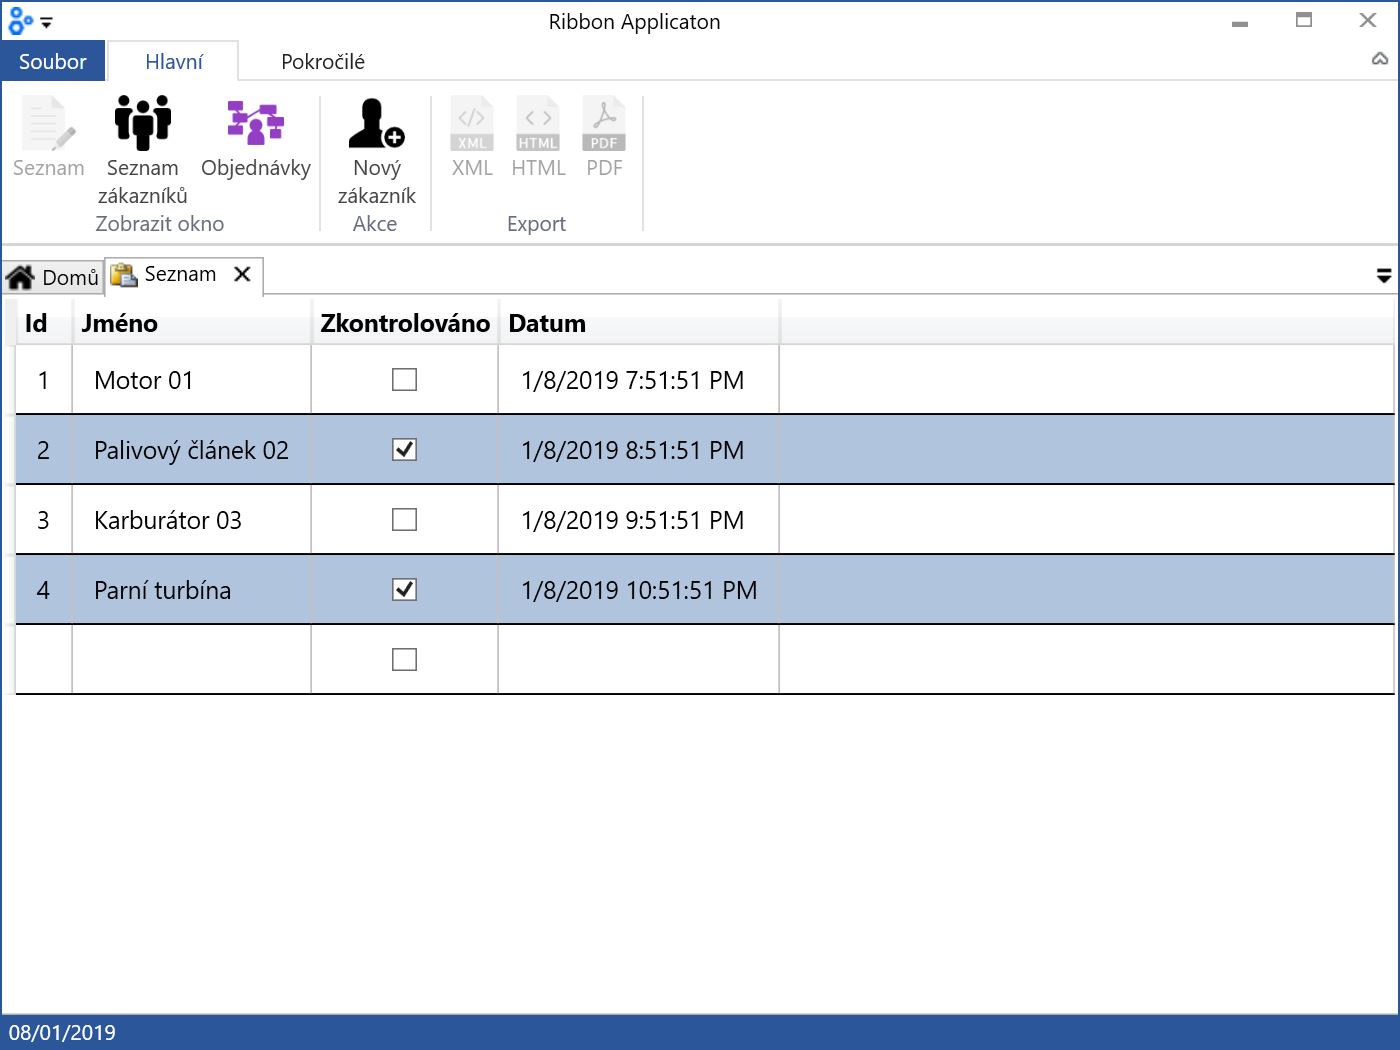 Ribbon Applicaton
Soubor Hlavní Pokročilé
XML HTML PDF
Seznam Seznam zákazníků Objednávky Nový zákazník XML HTML PDF
Zobrazit okno Akce Export
Domů Seznam
Id Jméno Zkontrolováno Datum
1 Motor 01 1/8/2019 7:51:51 PM
2 Palivový článek 02 1/8/2019 8:51:51 PM
3 Karburátor 03 1/8/2019 9:51:51 PM
4 Parní turbína 1/8/2019 10:51:51 PM
08/01/2019